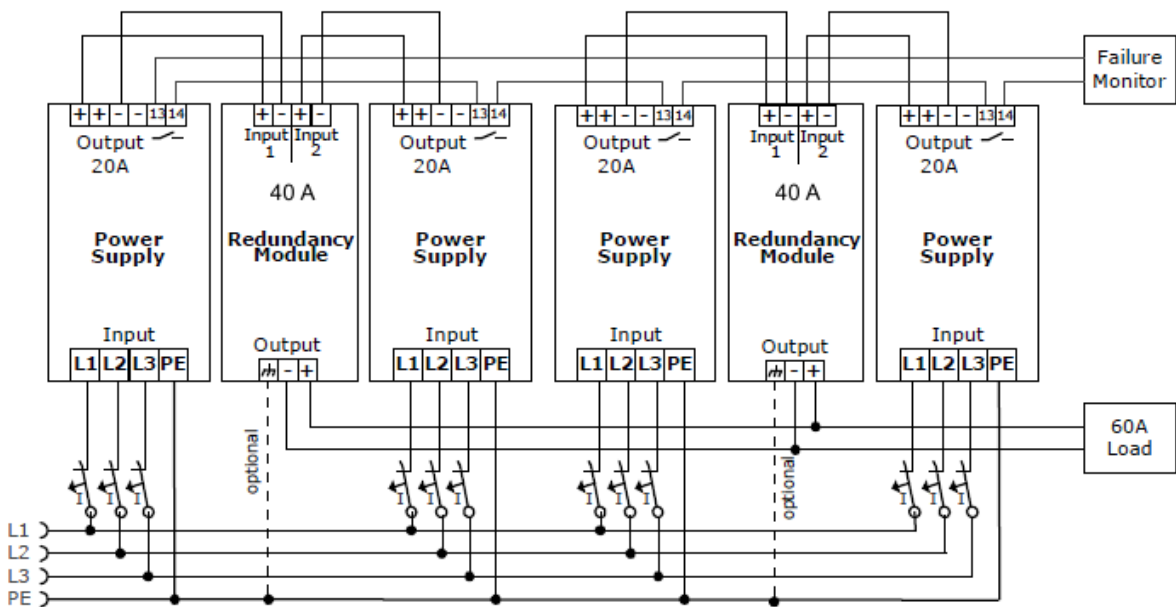 Failure
Monitor
+ + - - 13 14
+ - + -
+ + - - 13 14
+ + - - 13 14
+ - + -
+ + - - 13 14
Output
20A
Input 1
Input 2
40 A
Output
20A
Output
20A
Input 1
Input 2
40 A
Output
20A
Power
Supply
Redundancy
Module
Power
Supply
Power
Supply
Redundancy
Module
Power
Supply
Input
L1 L2 L3 PE
Output
- +
Input
L1 L2 L3 PE
Input
L1 L2 L3 PE
Output
- +
Input
L1 L2 L3 PE
60A
Load
optional
optional
I I I
I I I
I I I
I I I
L1
L2
L3
PE